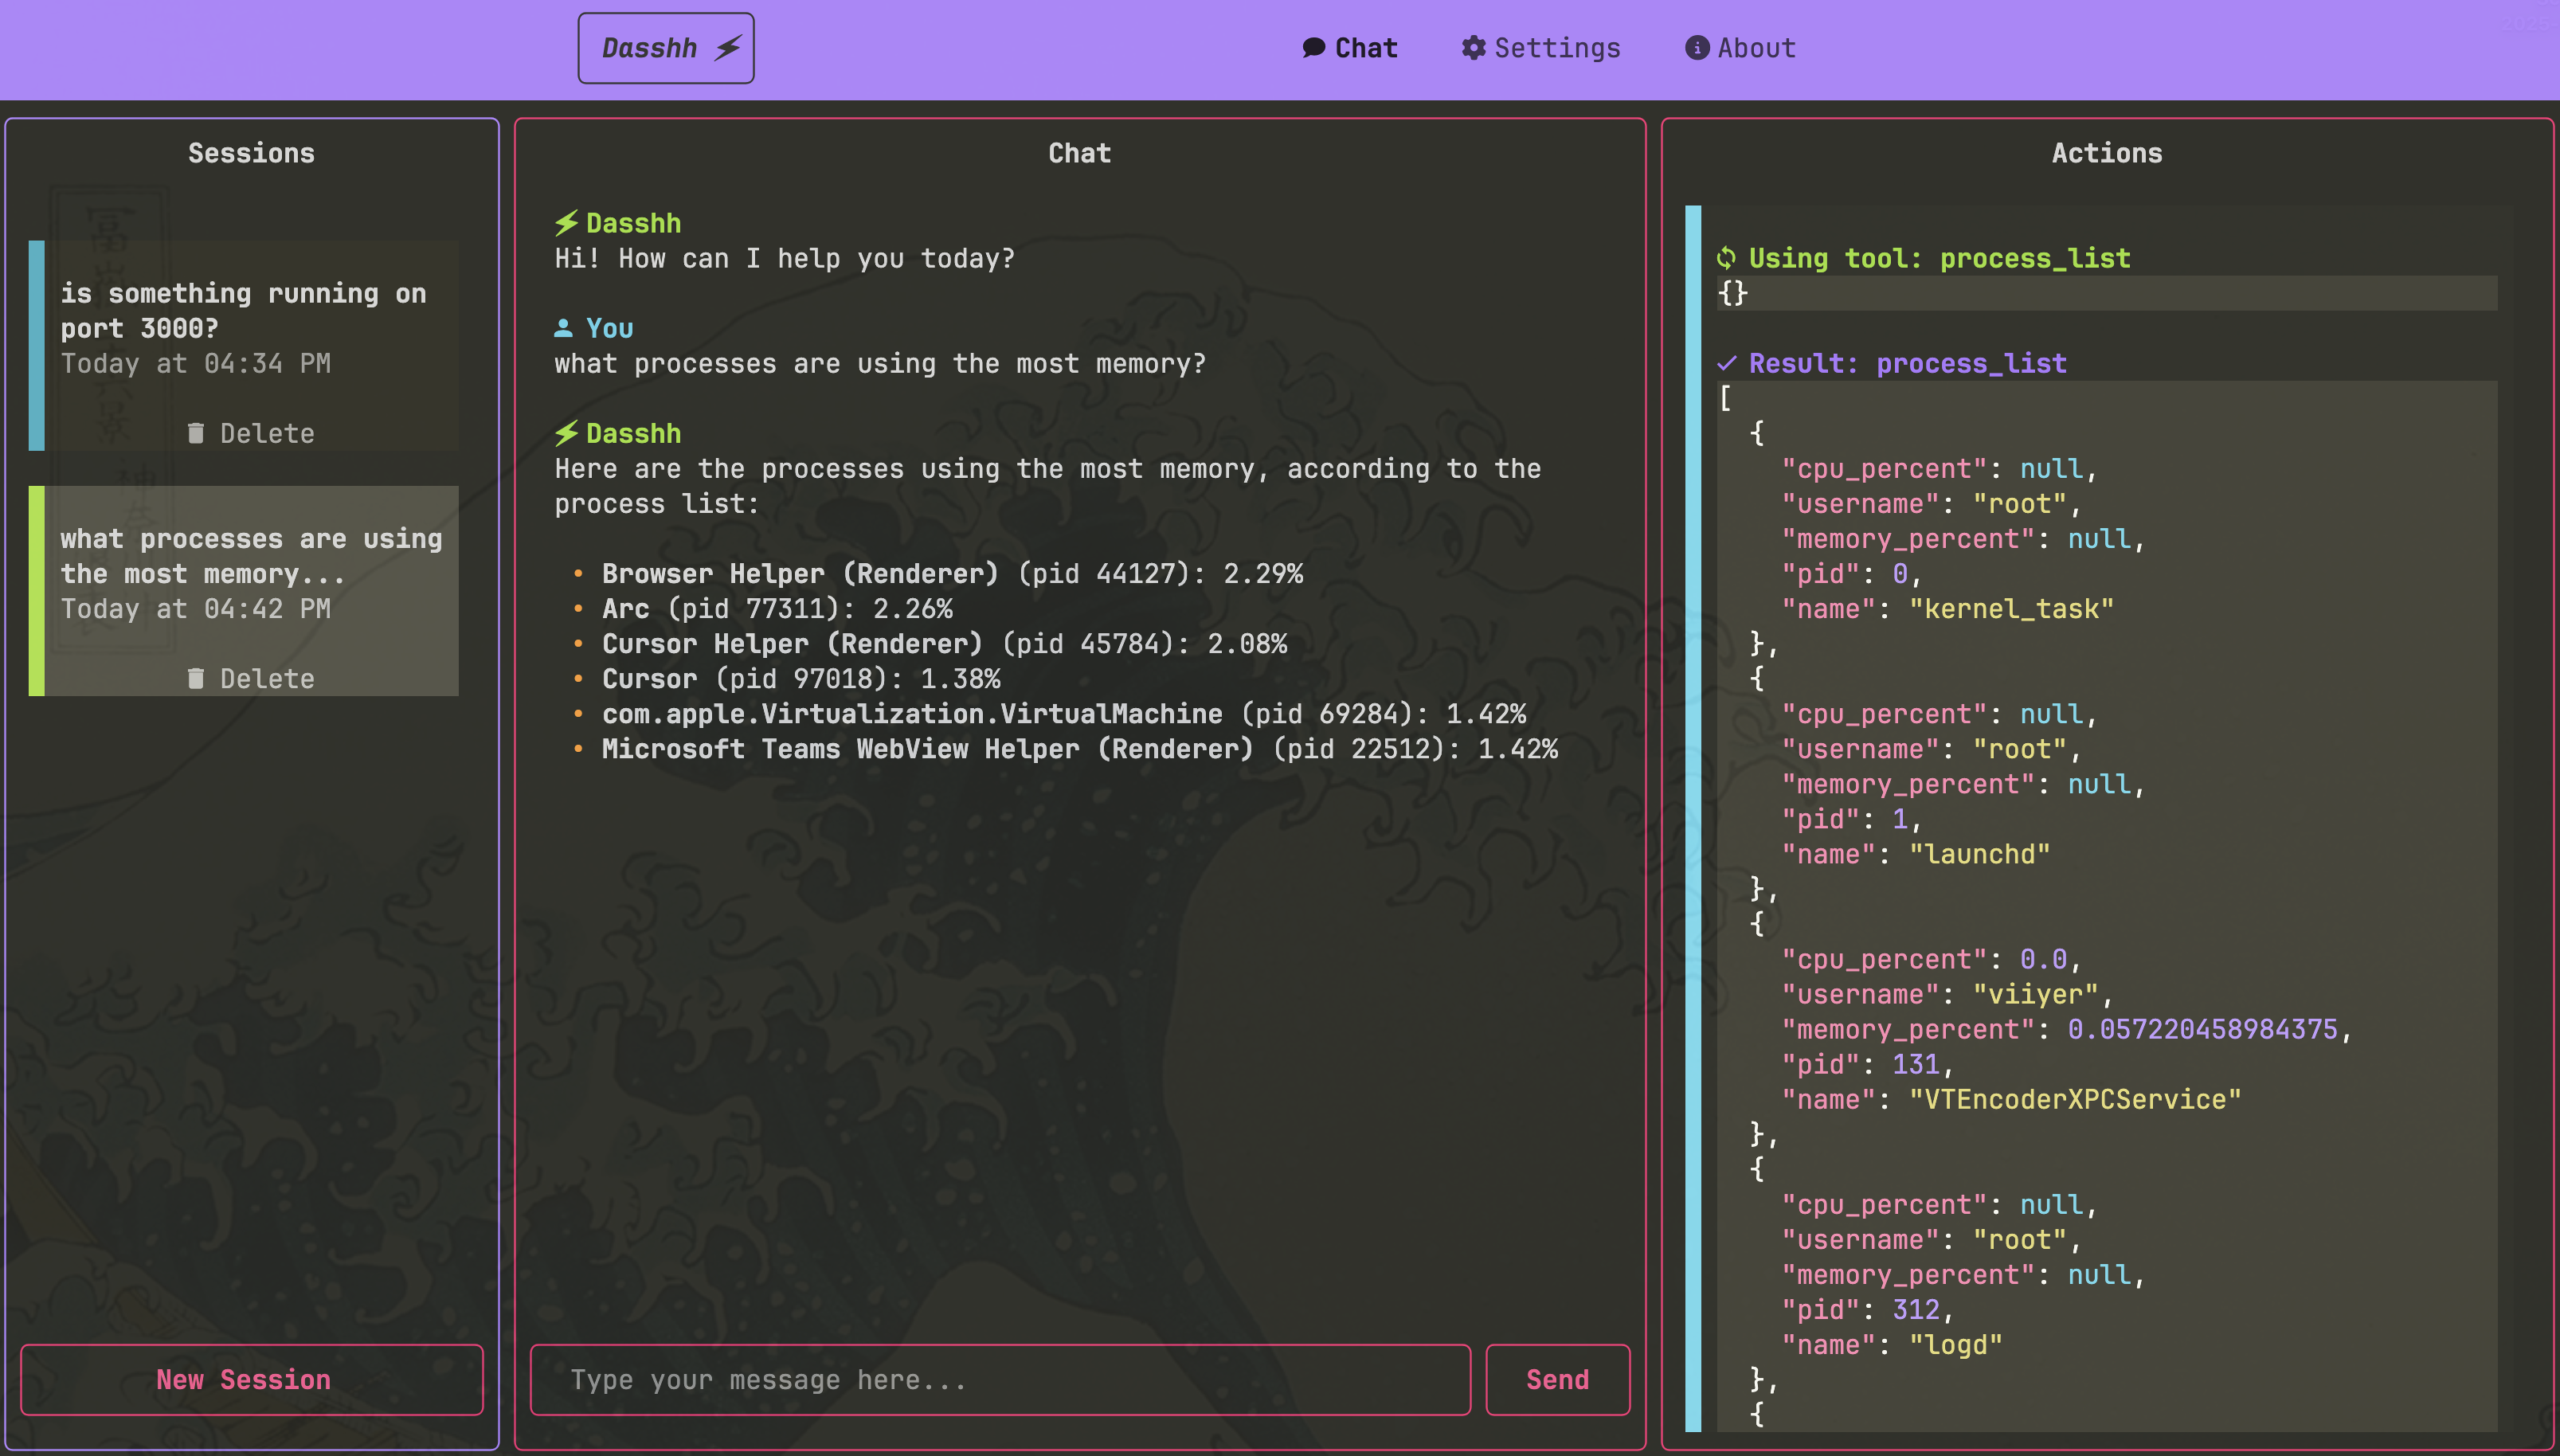 Dasshh
Chat
Settings
About
Sessions
is something running on
port 3000?
Today at 04:34 PM
Delete
what processes are using
the most memory...
Today at 04:42 PM
Delete
New Session
Chat
Dasshh
Hi! How can I help you today?
You
what processes are using the most memory?
Dasshh
Here are the processes using the most memory, according to the
process list:
• Browser Helper (Renderer) (pid 44127): 2.29%
• Arc (pid 77311): 2.26%
• Cursor Helper (Renderer) (pid 45784): 2.08%
• Cursor (pid 97018): 1.38%
• com.apple.Virtualization.VirtualMachine (pid 69284): 1.42%
• Microsoft Teams WebView Helper (Renderer) (pid 22512): 1.42%
Type your message here...
Send
Actions
Using tool: process_list
{}
Result: process_list
[
{
"cpu_percent": null,
"username": "root",
"memory_percent": null,
"pid": 0,
"name": "kernel_task"
},
{
"cpu_percent": null,
"username": "root",
"memory_percent": null,
"pid": 1,
"name": "launchd"
},
{
"cpu_percent": 0.0,
"username": "viiyer",
"memory_percent": 0.057220458984375,
"pid": 131,
"name": "VTEncoderXPCService"
},
{
"cpu_percent": null,
"username": "root",
"memory_percent": null,
"pid": 312,
"name": "logd"
},
{